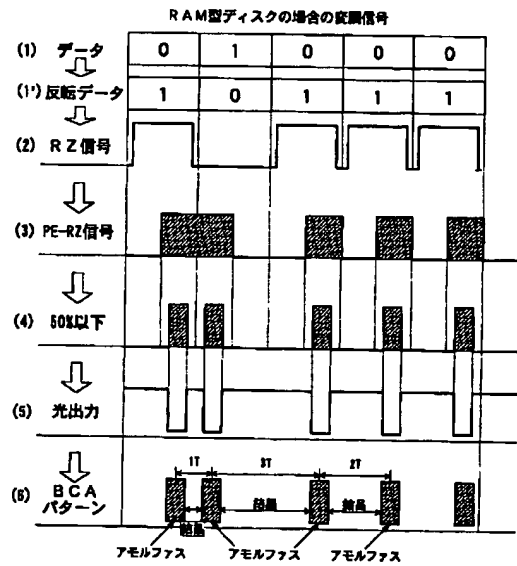 RAM型ディスクの場合の変調信号
(1) データ 0 1 0 0 0
(1') 反転データ 1 0 1 1 1
(2) RZ信号
(3) PE-RZ信号
(4) 50%以下
(5) 光出力
1T 3T 2T
(6) BCA
パターン
結晶 結晶
結晶
アモルファス アモルファス アモルファス